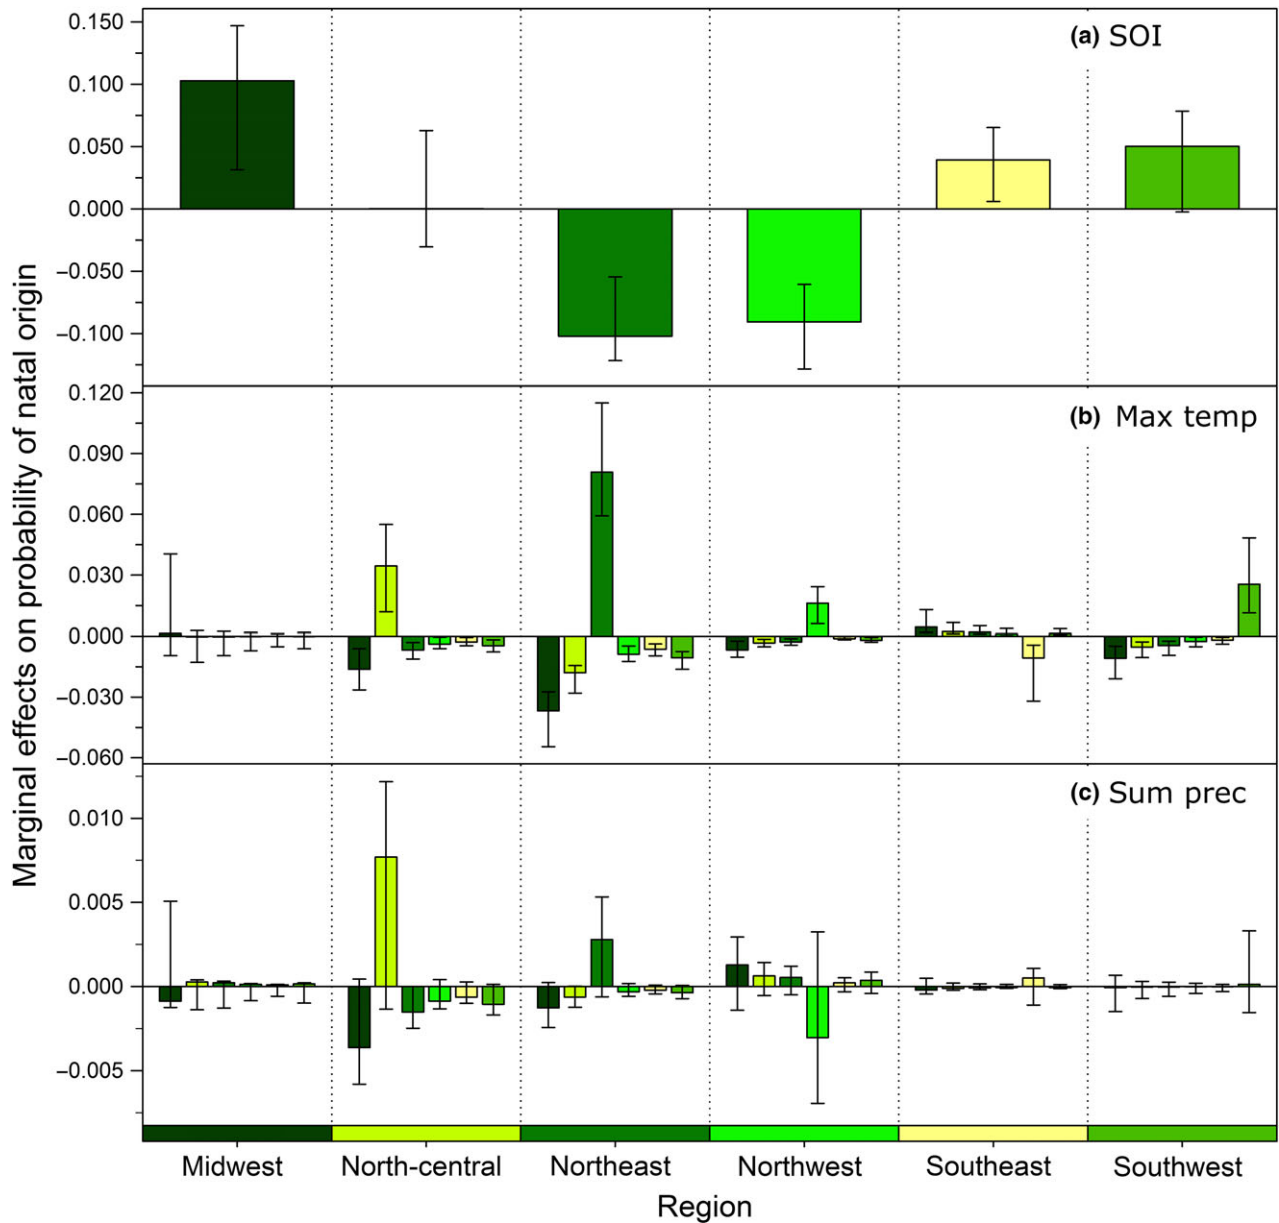 Marginal effects on probability of natal origin
(a) SOI
0.150
0.100
0.050
0.000
−0.050
−0.100
(b) Max temp
0.120
0.090
0.060
0.030
0.000
−0.030
−0.060
(c) Sum prec
0.010
0.005
0.000
−0.005
Midwest North-central Northeast Northwest Southeast Southwest
Region